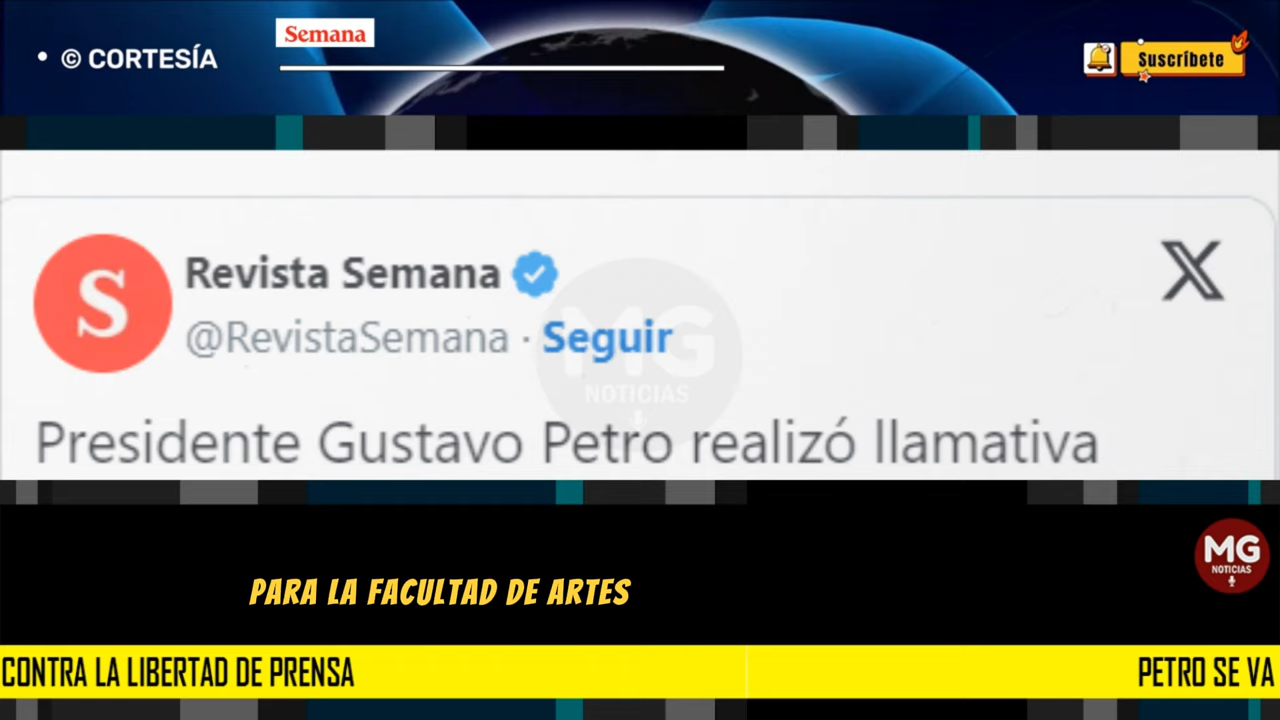 • © CORTESÍA
Semana
Suscríbete
S
Revista Semana
@RevistaSemana · Seguir
X
MG
NOTICIAS
Presidente Gustavo Petro realizó llamativa
MG
NOTICIAS
PARA LA FACULTAD DE ARTES
CONTRA LA LIBERTAD DE PRENSA
PETRO SE VA